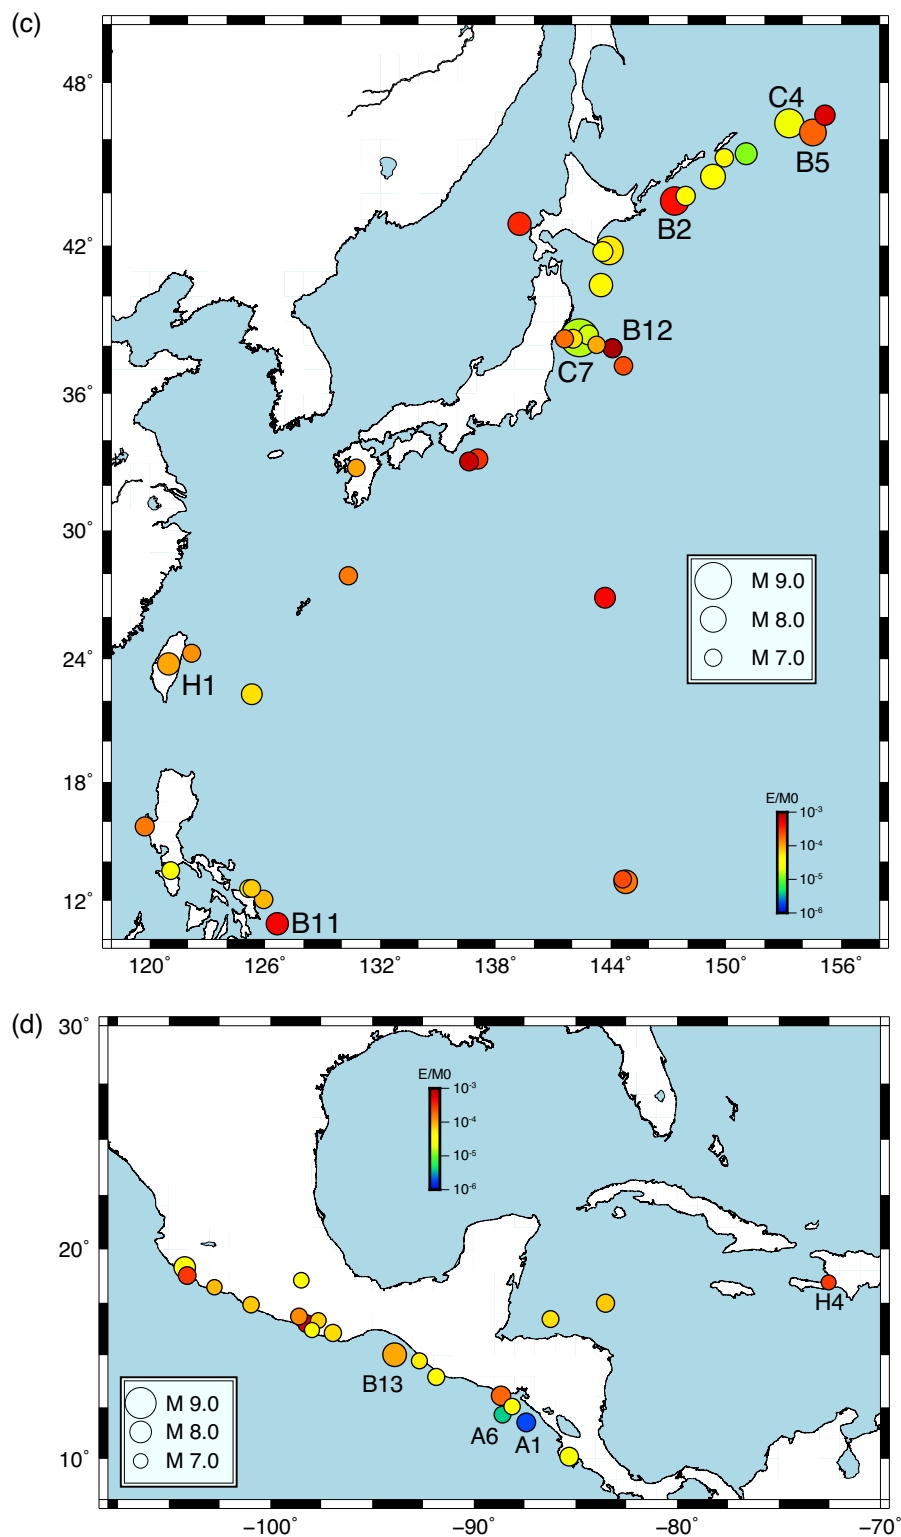 (c)
48°
42°
36°
30°
24°
18°
12°
C4
B5
B2
B12
C7
M 9.0
M 8.0
M 7.0
H1
E/M0
10-3
10-4
10-5
10-6
B11
120° 126° 132° 138° 144° 150° 156°
(d)
30°
20°
10°
E/M0
10-3
10-4
10-5
10-6
H4
B13
M 9.0
M 8.0
M 7.0
A6 A1
−100° −90° −80° −70°